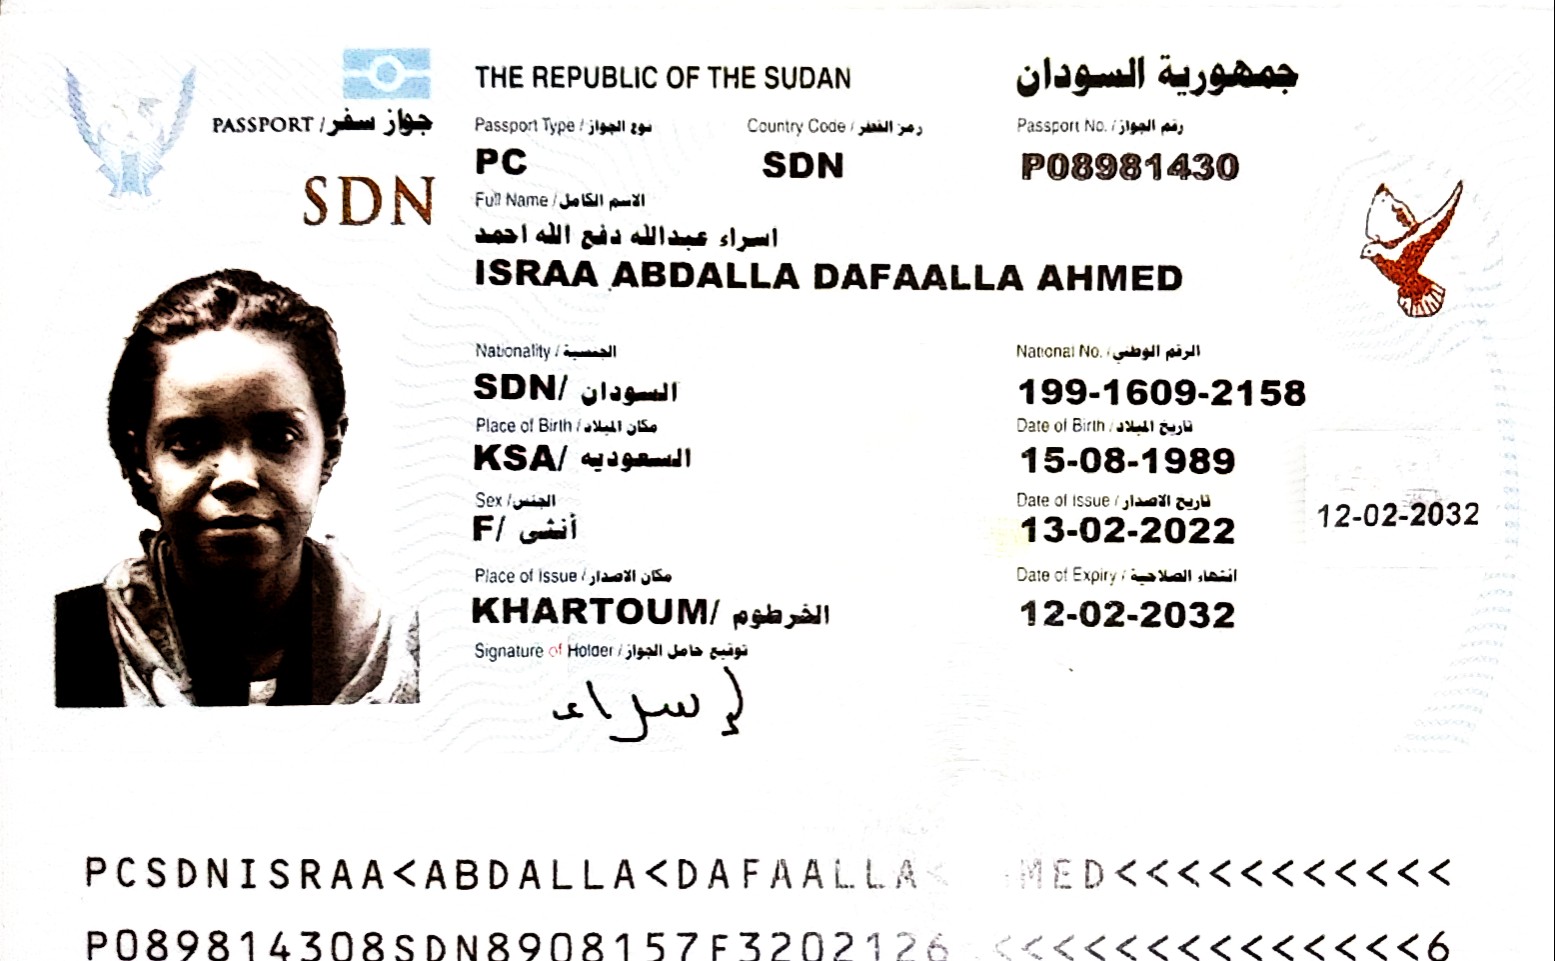 THE REPUBLIC OF THE SUDAN جمهورية السودان
PASSPORT / جواز سفر
SDN
Passport Type / نوع الجواز Country Code / رمز القطر Passport No. / رقم الجواز
PC SDN P08981430
Full Name / الاسم الكامل
اسراء عبدالله دفع الله احمد
ISRAA ABDALLA DAFAALLA AHMED
Nationality / الجنسية National No. / الرقم الوطني
SDN/ السودان 199-1609-2158
Place of Birth / مكان الميلاد Date of Birth / تاريخ الميلاد
KSA/ السعوديه 15-08-1989
Sex / الجنس Date of Issue / تاريخ الاصدار
F/ أنثى 13-02-2022
12-02-2032
Place of Issue / مكان الاصدار Date of Expiry / انتهاء الصلاحية
KHARTOUM/ الخرطوم 12-02-2032
Signature of Holder / توقيع حامل الجواز
إسراء
PCSDNISRAA<ABDALLA<DAFAALLA< MED<<<<<<<<<<<
P089814308SDN8908157F3202126 <<<<<<<<<<<<<<6